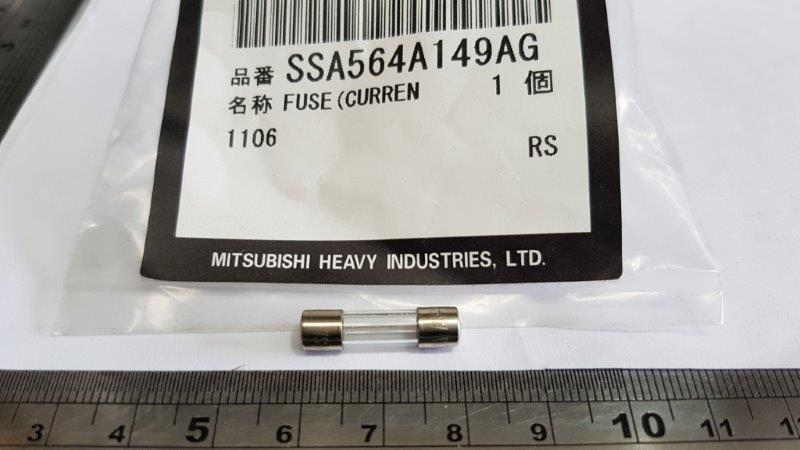 品番 SSA564A149AG
名称 FUSE(CURREN 1 個
1106 RS
MITSUBISHI HEAVY INDUSTRIES, LTD.
3 4 5 6 7 8 9 10 11 12